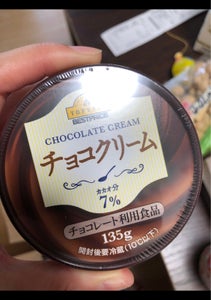 TOPVALU
BESTPRICE
CHOCOLATE CREAM
チョコクリーム
カカオ分
7%
チョコレート利用食品
135g
開封後要冷蔵(10℃以下)